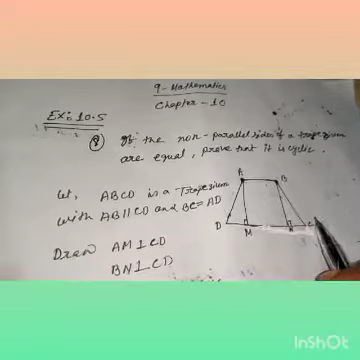 9 - Mathematics
Chapter - 10
Ex:- 10.5
8 If the non-parallel sides of a trapezium
are equal, prove that it is cyclic.
Let, ABCD is a Trapezium
with AB||CD and BC=AD
Draw AM⊥CD
BN⊥CD
A B
D M N C
InShOt